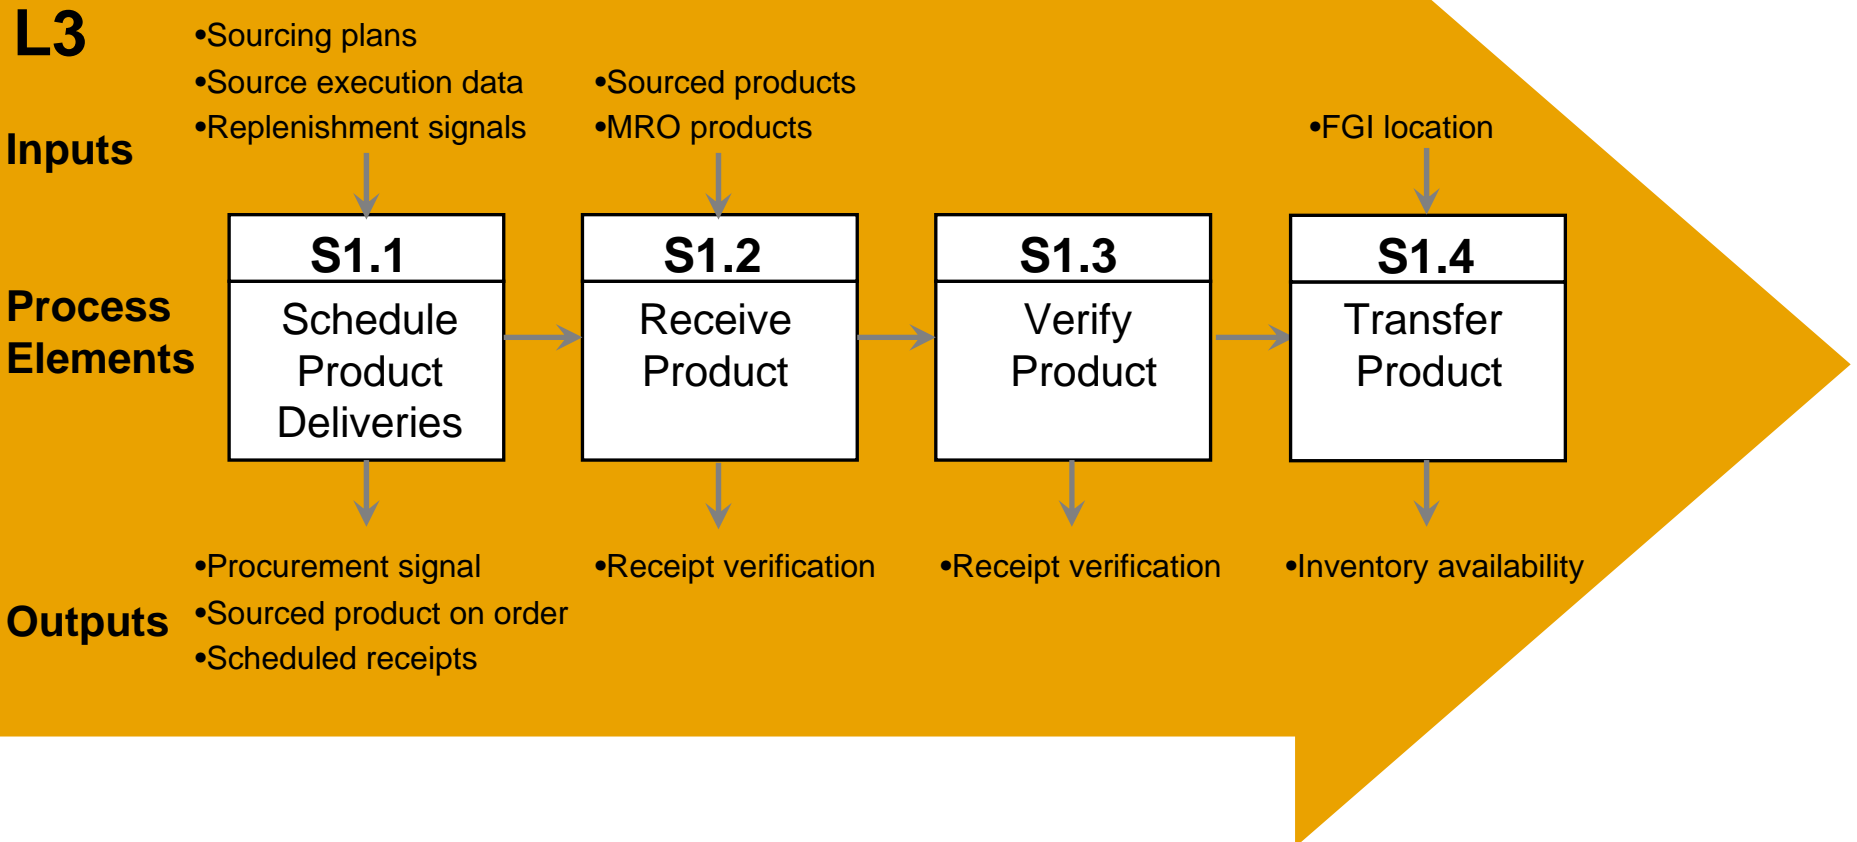 L3
•Sourcing plans
•Source execution data
•Replenishment signals
•Sourced products
•MRO products
•FGI location
Inputs
S1.1
Schedule
Product
Deliveries
S1.2
Receive
Product
S1.3
Verify
Product
S1.4
Transfer
Product
Process
Elements
•Procurement signal
•Sourced product on order
•Scheduled receipts
•Receipt verification
•Receipt verification
•Inventory availability
Outputs